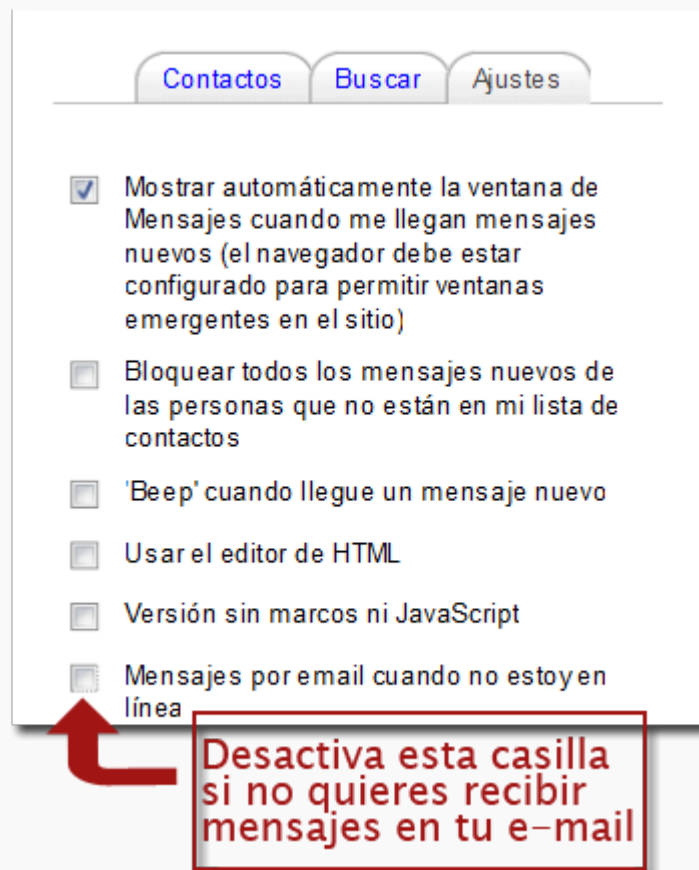 Contactos Buscar Ajustes
Mostrar automáticamente la ventana de
Mensajes cuando me llegan mensajes
nuevos (el navegador debe estar
configurado para permitir ventanas
emergentes en el sitio)
Bloquear todos los mensajes nuevos de
las personas que no están en mi lista de
contactos
'Beep' cuando llegue un mensaje nuevo
Usar el editor de HTML
Versión sin marcos ni JavaScript
Mensajes por email cuando no estoy en
línea
Desactiva esta casilla
si no quieres recibir
mensajes en tu e-mail